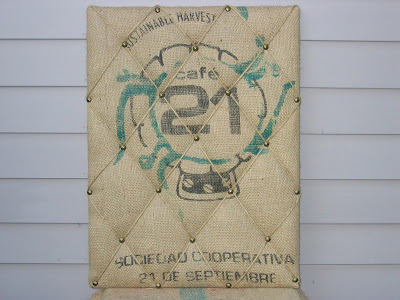 SUSTAINABLE HARVEST
café
21
SOCIEDAD COOPERATIVA
21 DE SEPTIEMBRE